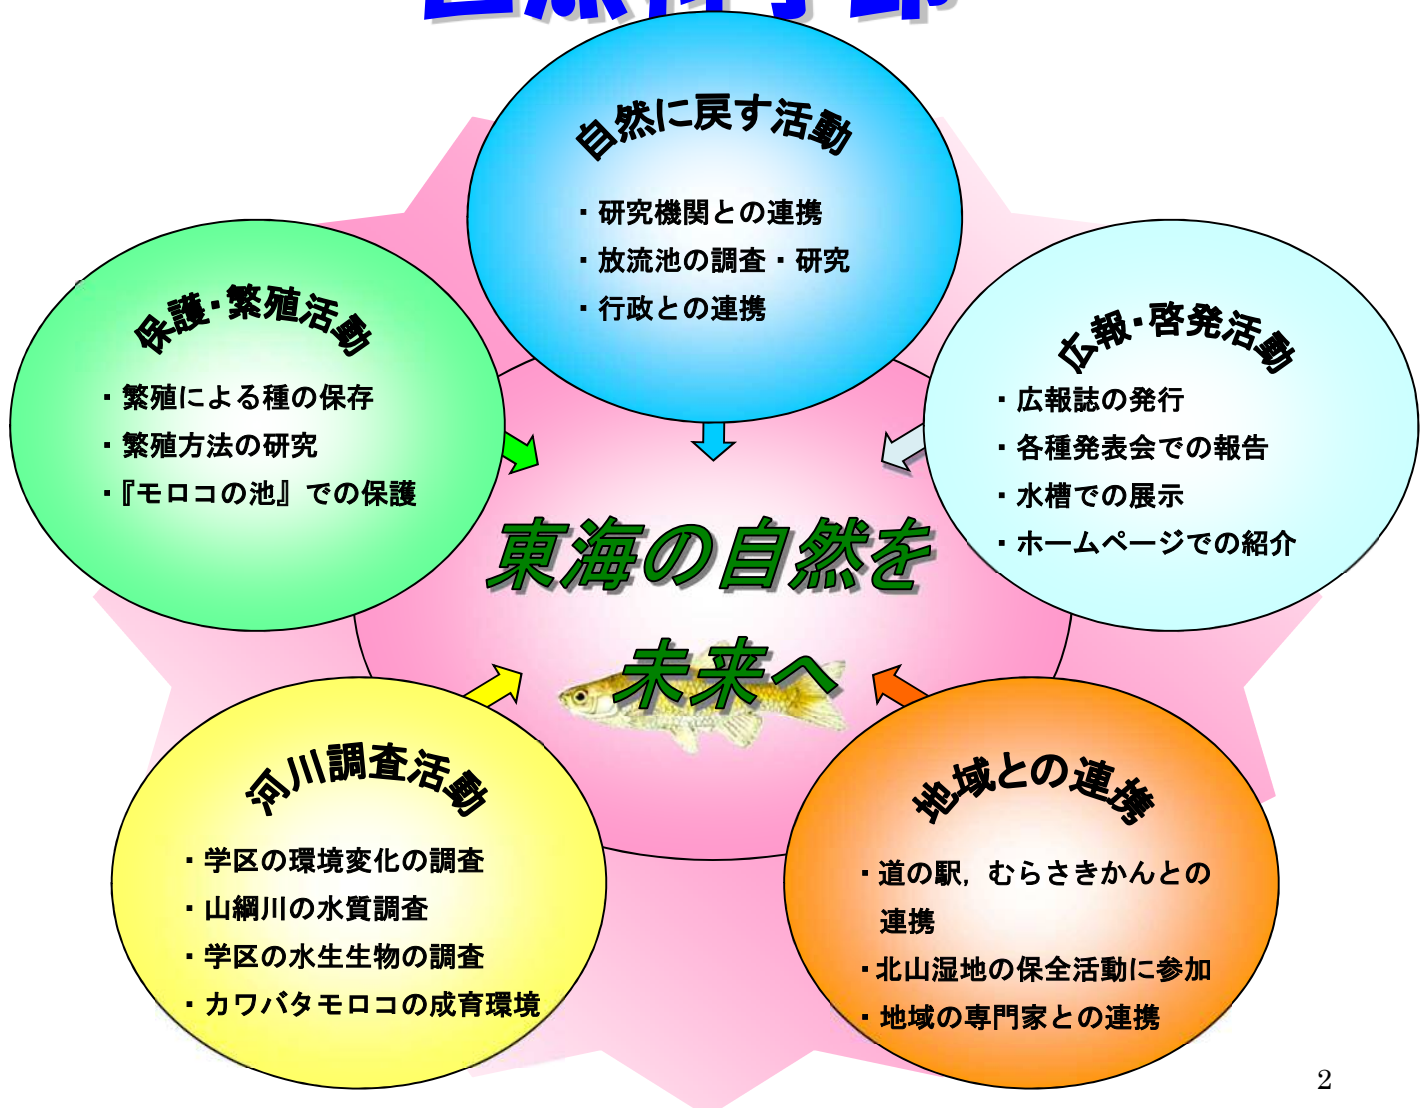 自然に戻す活動
・研究機関との連携
・放流池の調査・研究
・行政との連携
保護・繁殖活動
・繁殖による種の保存
・繁殖方法の研究
・『モロコの池』での保護
広報・啓発活動
・広報誌の発行
・各種発表会での報告
・水槽での展示
・ホームページでの紹介
東海の自然を
未来へ
河川調査活動
・学区の環境変化の調査
・山綱川の水質調査
・学区の水生生物の調査
・カワバタモロコの成育環境
地域との連携
・道の駅，むらさきかんとの
連携
・北山湿地の保全活動に参加
・地域の専門家との連携
2